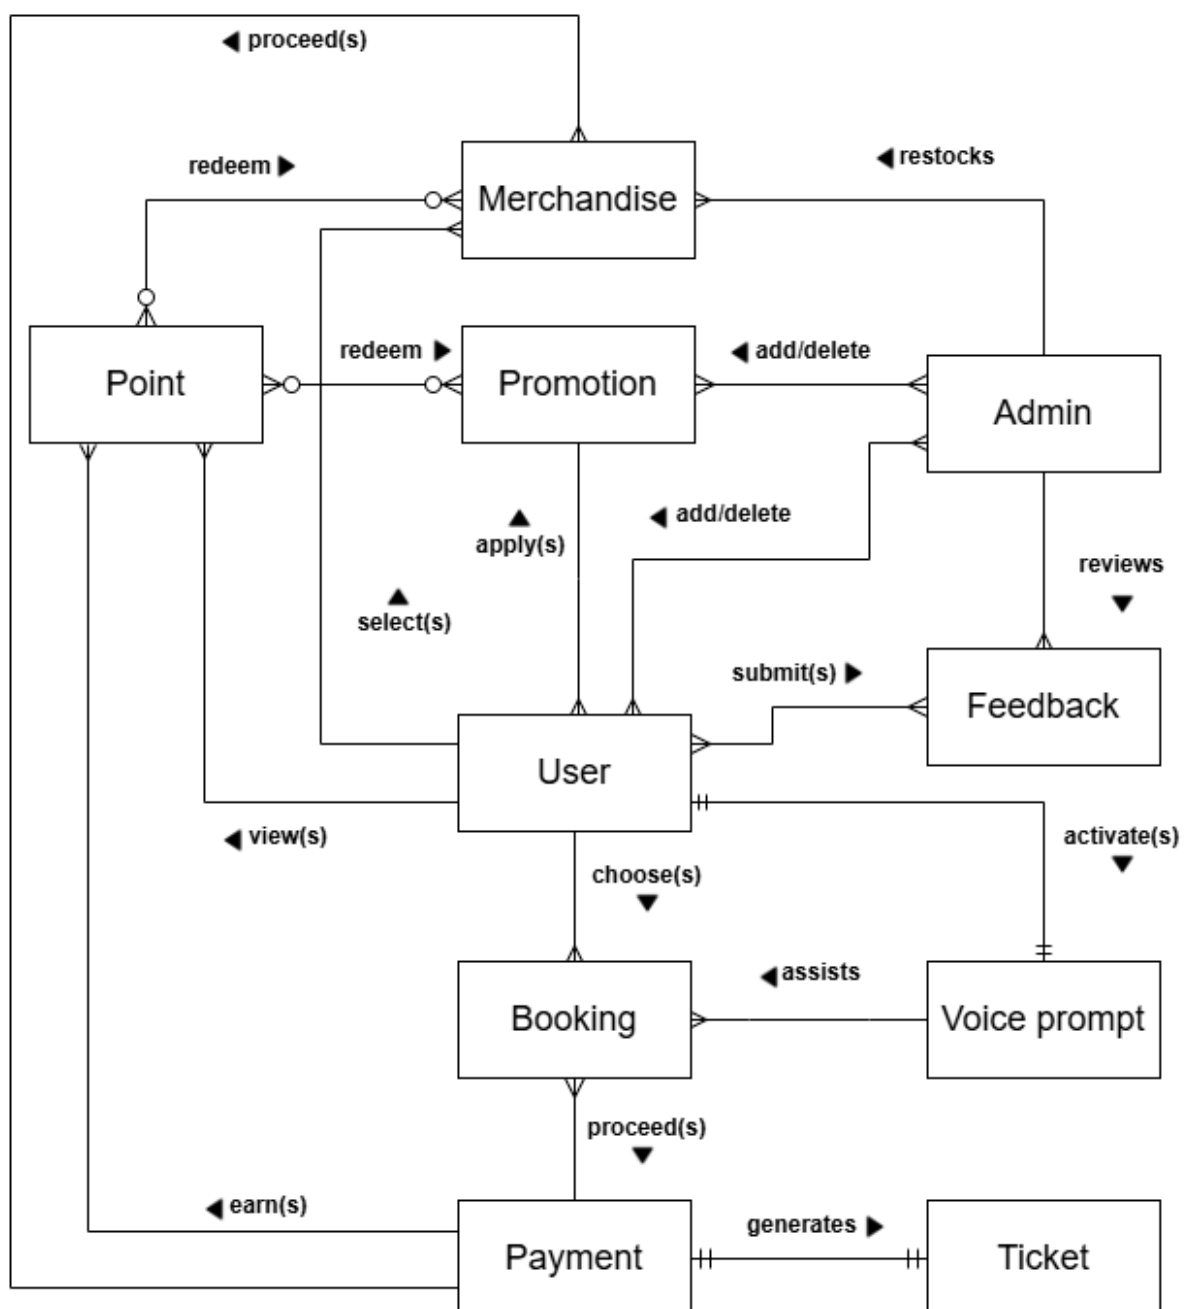 proceed(s)
redeem
restocks
Merchandise
redeem
add/delete
Point
Promotion
Admin
add/delete
apply(s)
select(s)
reviews
submit(s)
Feedback
User
view(s)
activate(s)
choose(s)
assists
Booking
Voice prompt
proceed(s)
earn(s)
generates
Payment
Ticket